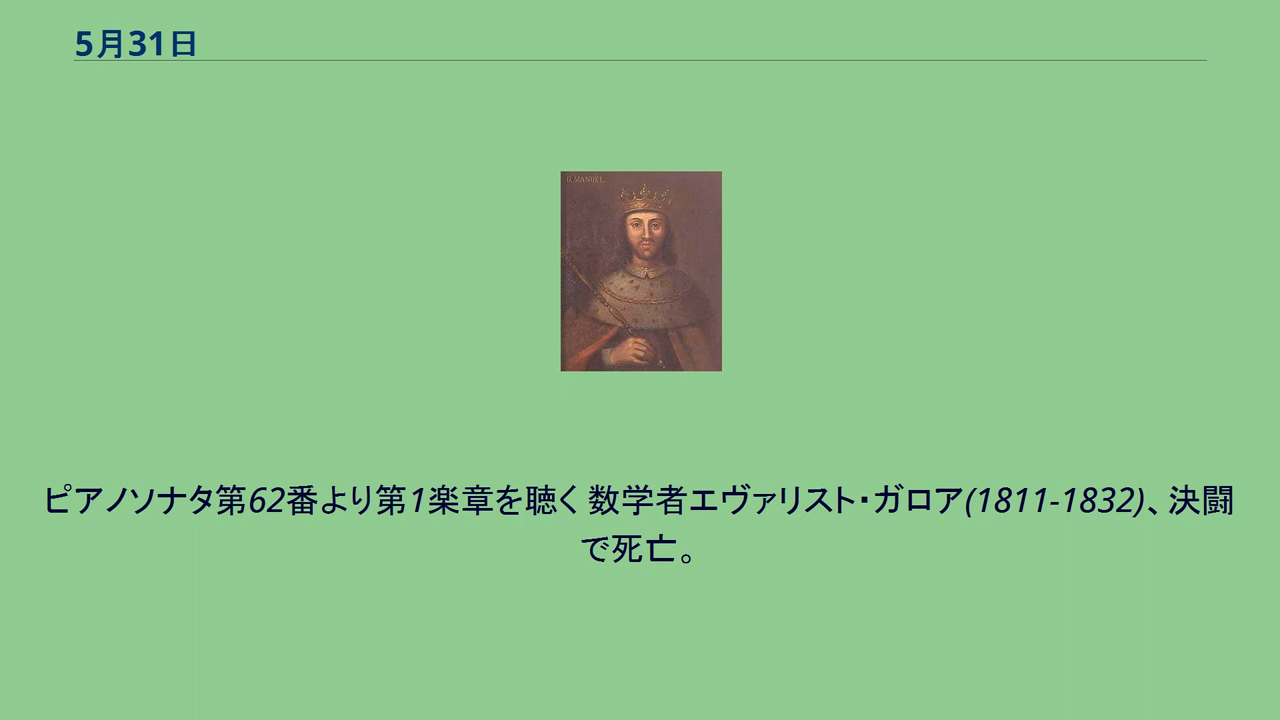 5月31日
D. MANOEL.
ピアノソナタ第62番より第1楽章を聴く 数学者エヴァリスト・ガロア(1811-1832)、決闘
で死亡。